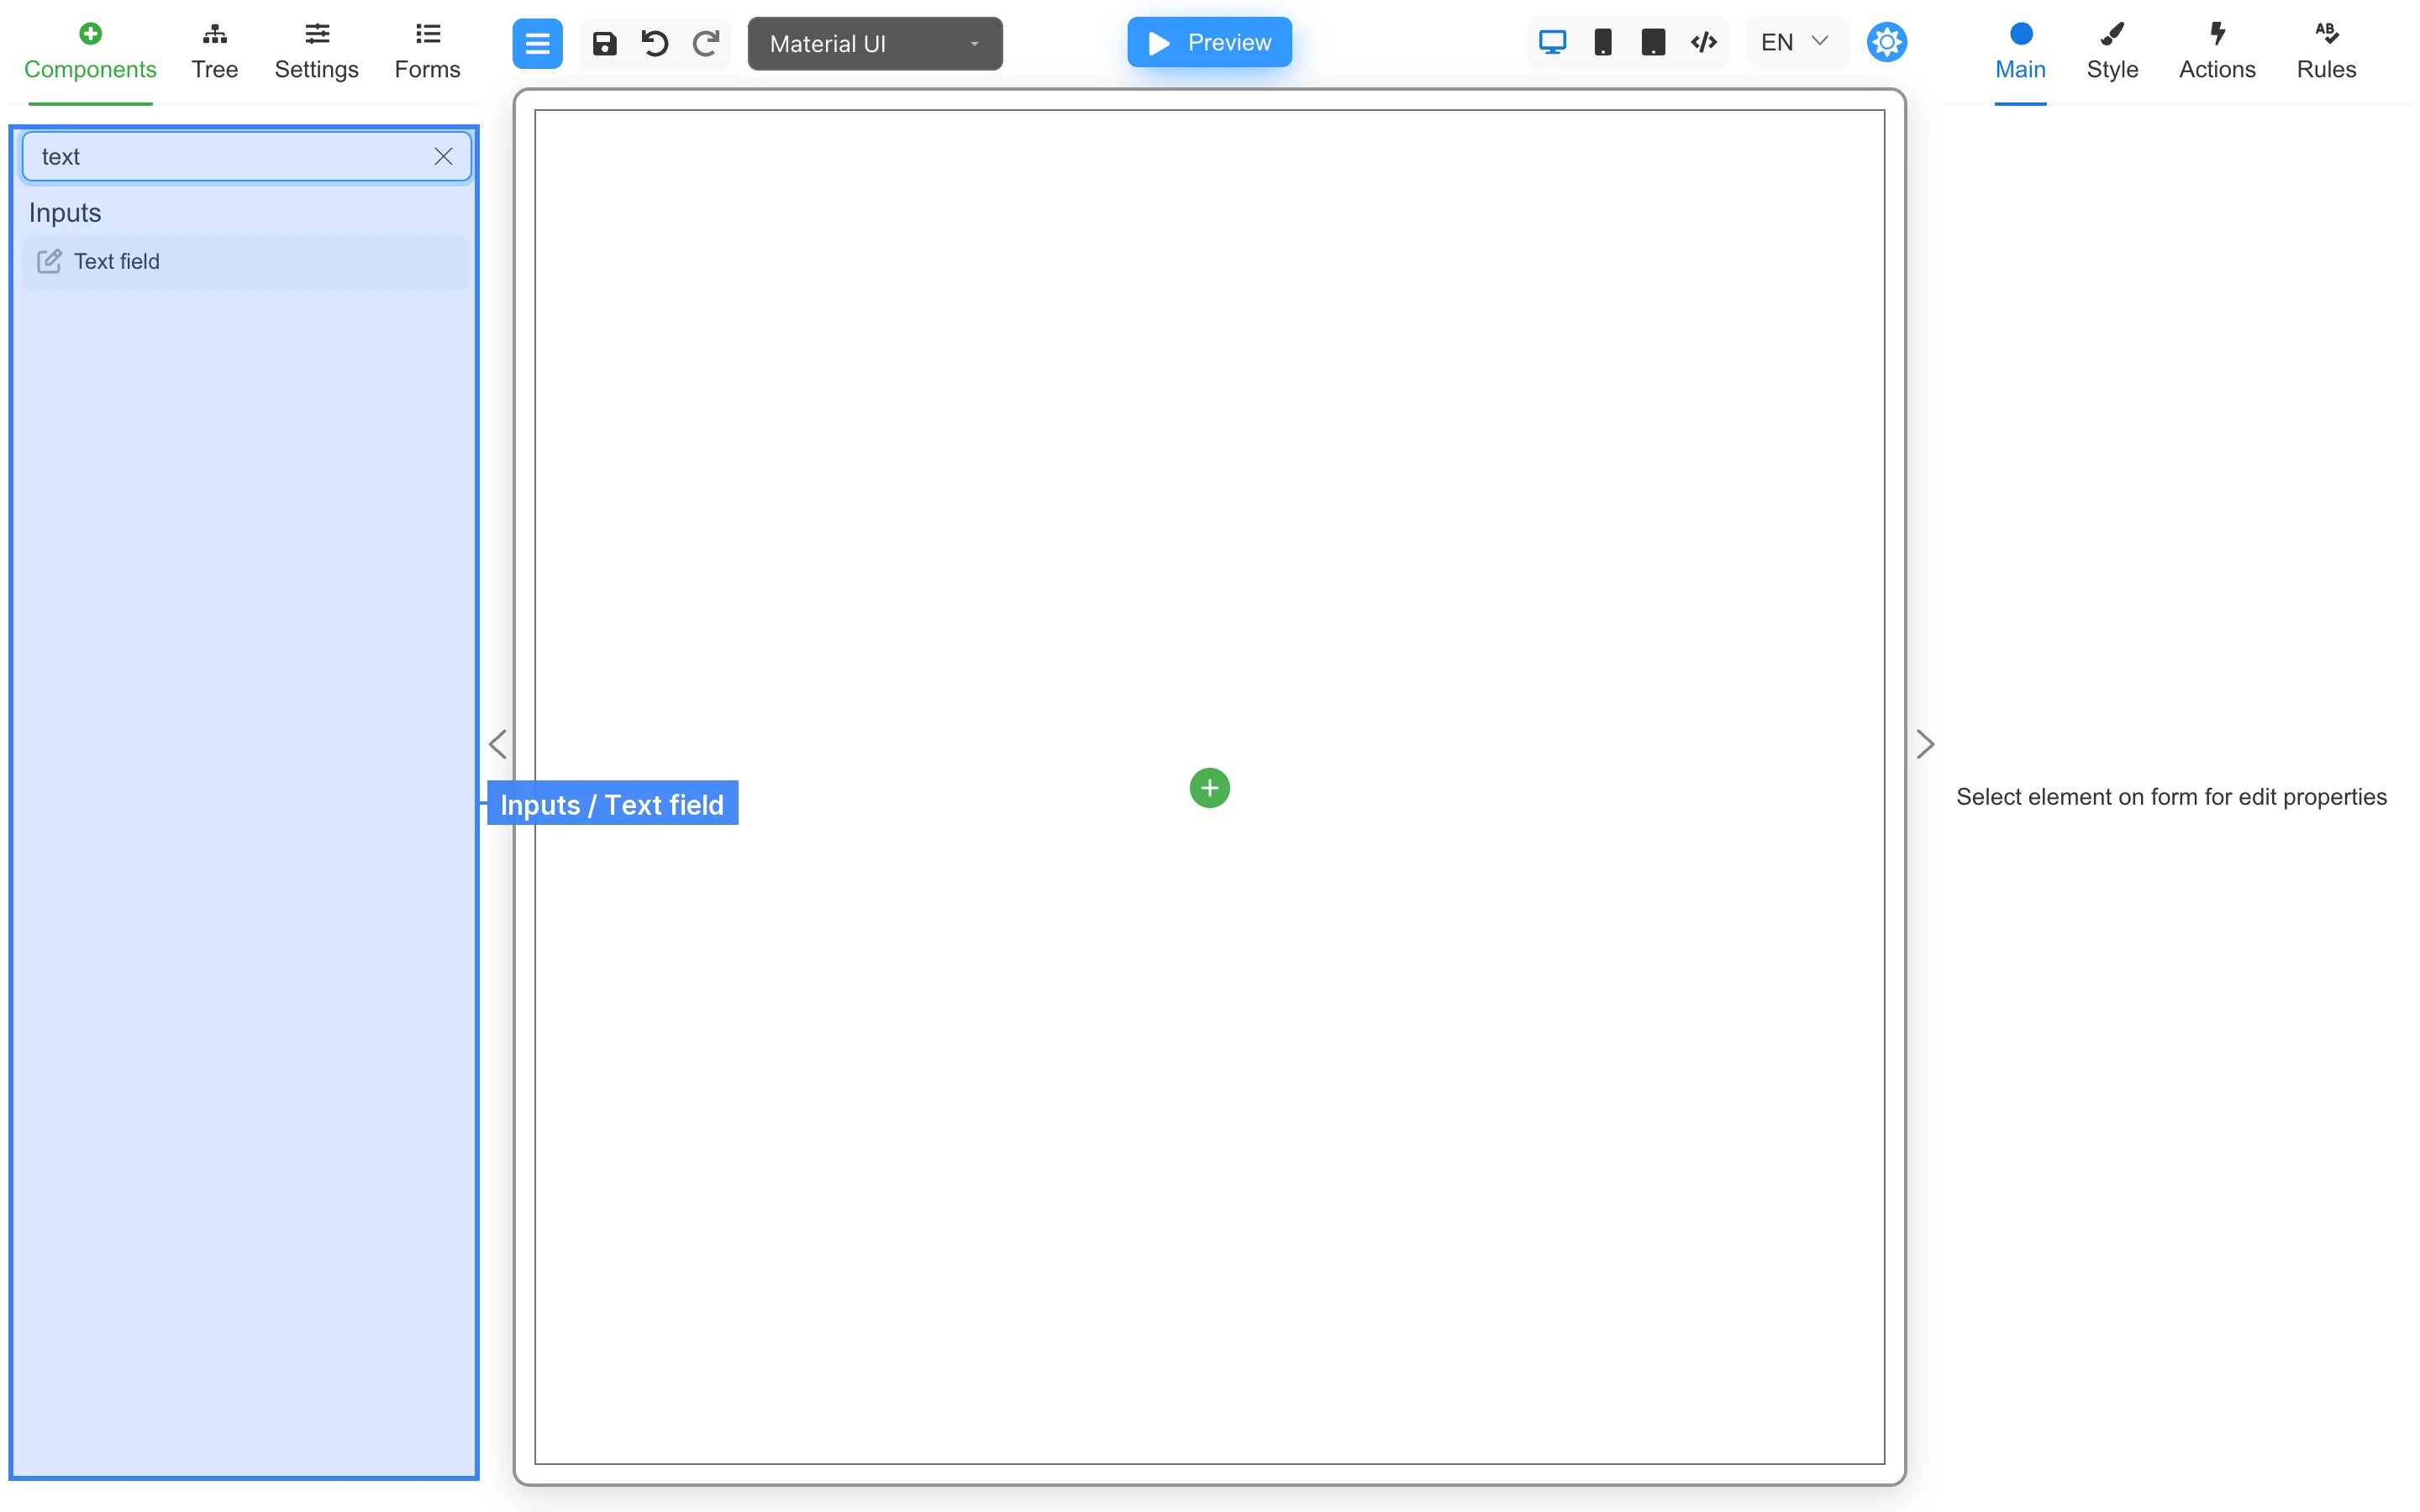 Components Tree Settings Forms
Material UI
Preview
EN
Main Style Actions Rules
text
Inputs
Text field
Inputs / Text field
Select element on form for edit properties